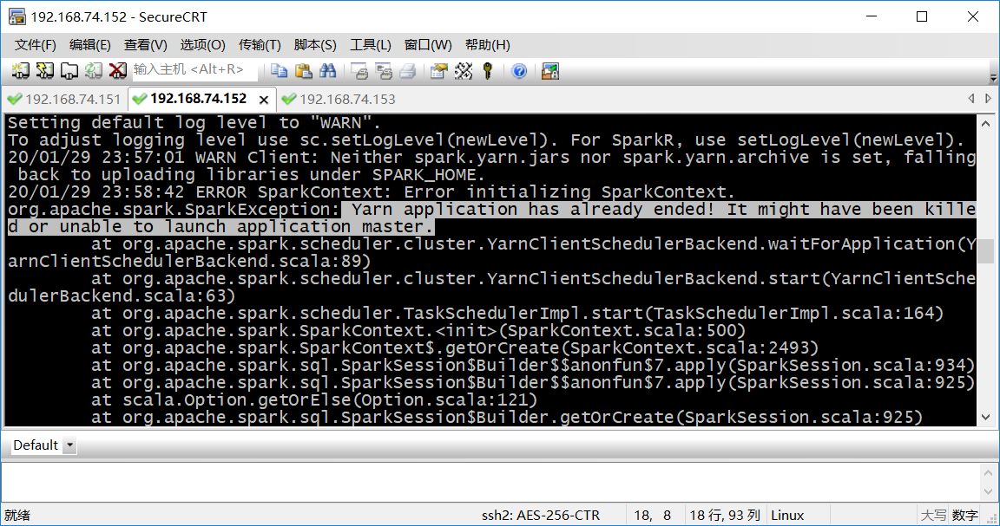 192.168.74.152 - SecureCRT
文件(F) 编辑(E) 查看(V) 选项(O) 传输(T) 脚本(S) 工具(L) 窗口(W) 帮助(H)
输入主机 <Alt+R>
192.168.74.151 192.168.74.152 192.168.74.153
Setting default log level to "WARN".
To adjust logging level use sc.setLogLevel(newLevel). For SparkR, use setLogLevel(newLevel).
20/01/29 23:57:01 WARN Client: Neither spark.yarn.jars nor spark.yarn.archive is set, falling
 back to uploading libraries under SPARK_HOME.
20/01/29 23:58:42 ERROR SparkContext: Error initializing SparkContext.
org.apache.spark.SparkException: Yarn application has already ended! It might have been kille
d or unable to launch application master.
        at org.apache.spark.scheduler.cluster.YarnClientSchedulerBackend.waitForApplication(Y
arnClientSchedulerBackend.scala:89)
        at org.apache.spark.scheduler.cluster.YarnClientSchedulerBackend.start(YarnClientSche
dulerBackend.scala:63)
        at org.apache.spark.scheduler.TaskSchedulerImpl.start(TaskSchedulerImpl.scala:164)
        at org.apache.spark.SparkContext.<init>(SparkContext.scala:500)
        at org.apache.spark.SparkContext$.getOrCreate(SparkContext.scala:2493)
        at org.apache.spark.sql.SparkSession$Builder$$anonfun$7.apply(SparkSession.scala:934)
        at org.apache.spark.sql.SparkSession$Builder$$anonfun$7.apply(SparkSession.scala:925)
        at scala.Option.getOrElse(Option.scala:121)
        at org.apache.spark.sql.SparkSession$Builder.getOrCreate(SparkSession.scala:925)
Default
就绪 ssh2: AES-256-CTR 18, 8 18 行, 93 列 Linux 大写 数字